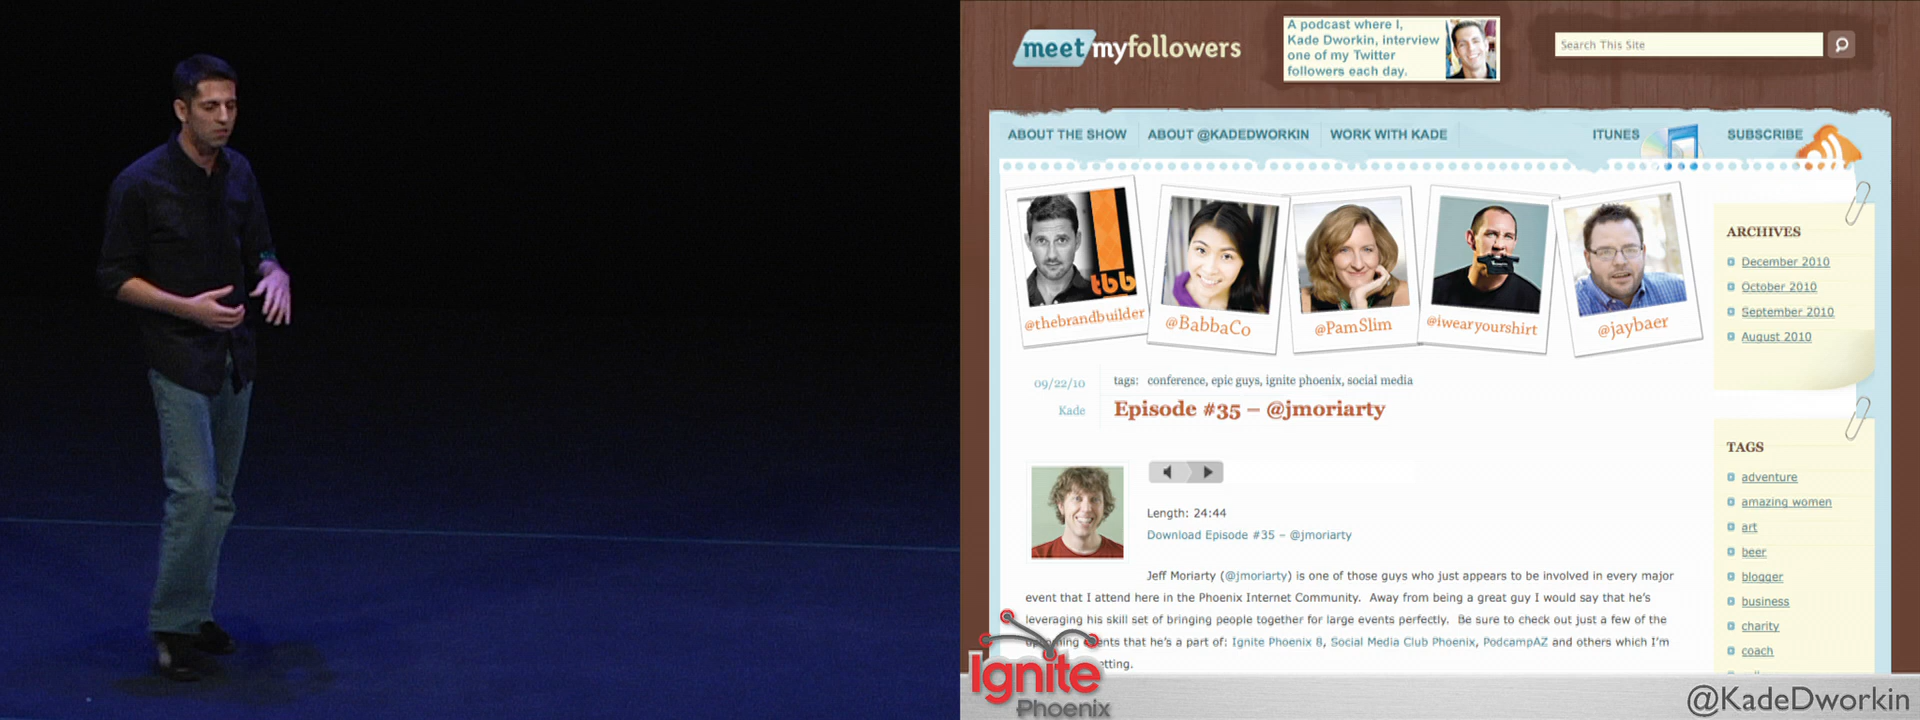 meetmyfollowers
A podcast where I,
Kade Dworkin, interview
one of my Twitter
followers each day.
Search This Site
ABOUT THE SHOW
ABOUT @KADEDWORKIN
WORK WITH KADE
ITUNES
SUBSCRIBE
tbb
@thebrandbuilder
@BabbaCo
@PamSlim
@iwearyourshirt
@jaybaer
ARCHIVES
December 2010
October 2010
September 2010
August 2010
09/22/10
tags: conference, epic guys, ignite phoenix, social media
Kade
Episode #35 – @jmoriarty
Length: 24:44
Download Episode #35 – @jmoriarty
Jeff Moriarty (@jmoriarty) is one of those guys who just appears to be involved in every major
event that I attend here in the Phoenix Internet Community. Away from being a great guy I would say that he's
leveraging his skill set of bringing people together for large events perfectly. Be sure to check out just a few of the
that he's a part of: Ignite Phoenix 8, Social Media Club Phoenix, PodcampAZ and others which I'm
TAGS
adventure
amazing women
art
beer
blogger
business
charity
coach
Ignite
Phoenix
@KadeDworkin